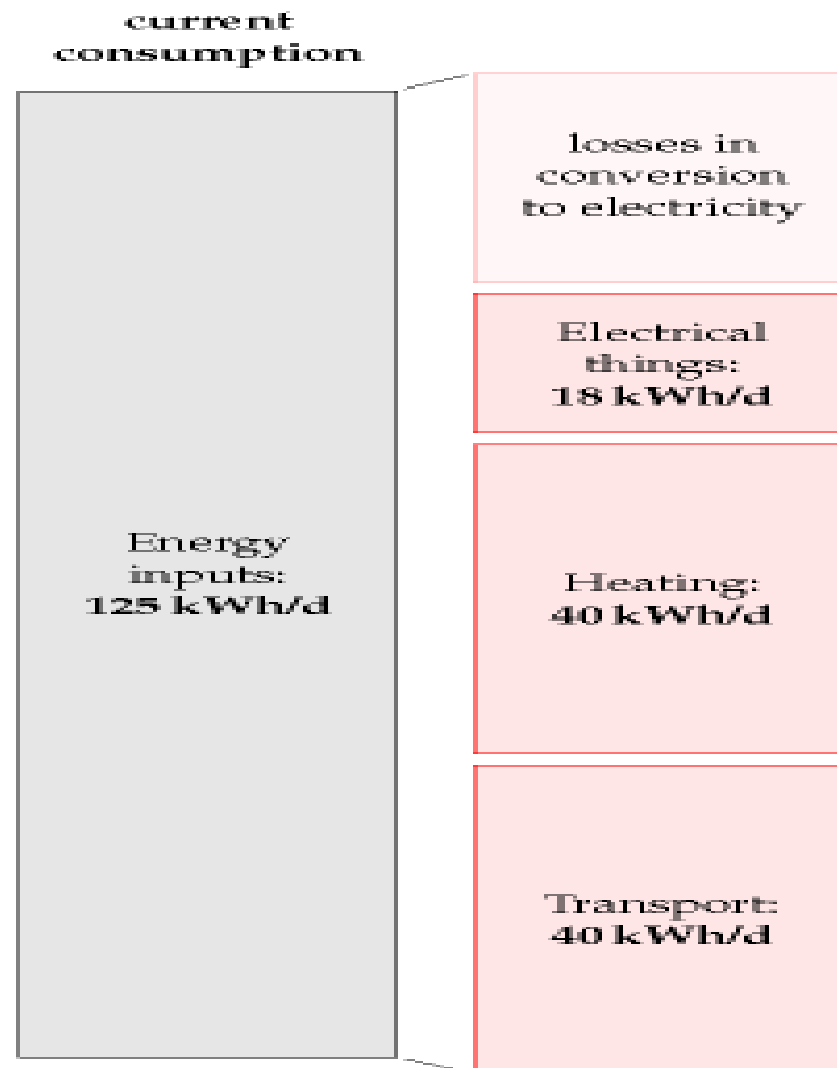 current
consumption
losses in
conversion
to electricity
Electrical
things:
18 kWh/d
Energy
inputs:
125 kWh/d
Heating:
40 kWh/d
Transport:
40 kWh/d